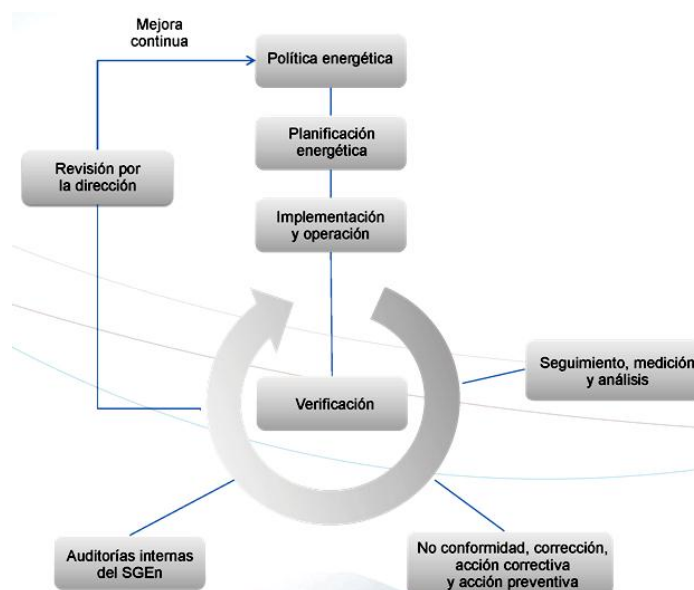 Mejora
continua
Política energética
Planificación
energética
Revisión por
la dirección
Implementación
y operación
Seguimiento, medición
y análisis
Verificación
Auditorías internas
del SGEn
No conformidad, corrección,
acción correctiva
y acción preventiva